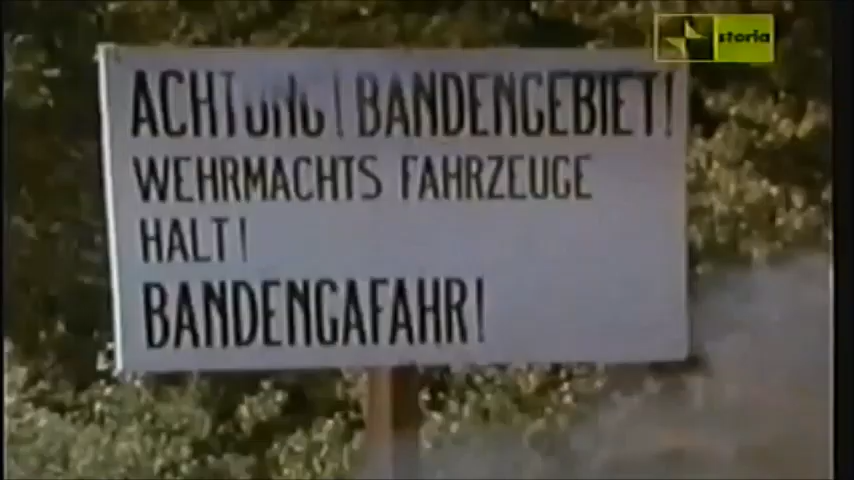 storia
ACHTUNG! BANDENGEBIET!
WEHRMACHTS FAHRZEUGE
HALT!
BANDENGAFAHR!